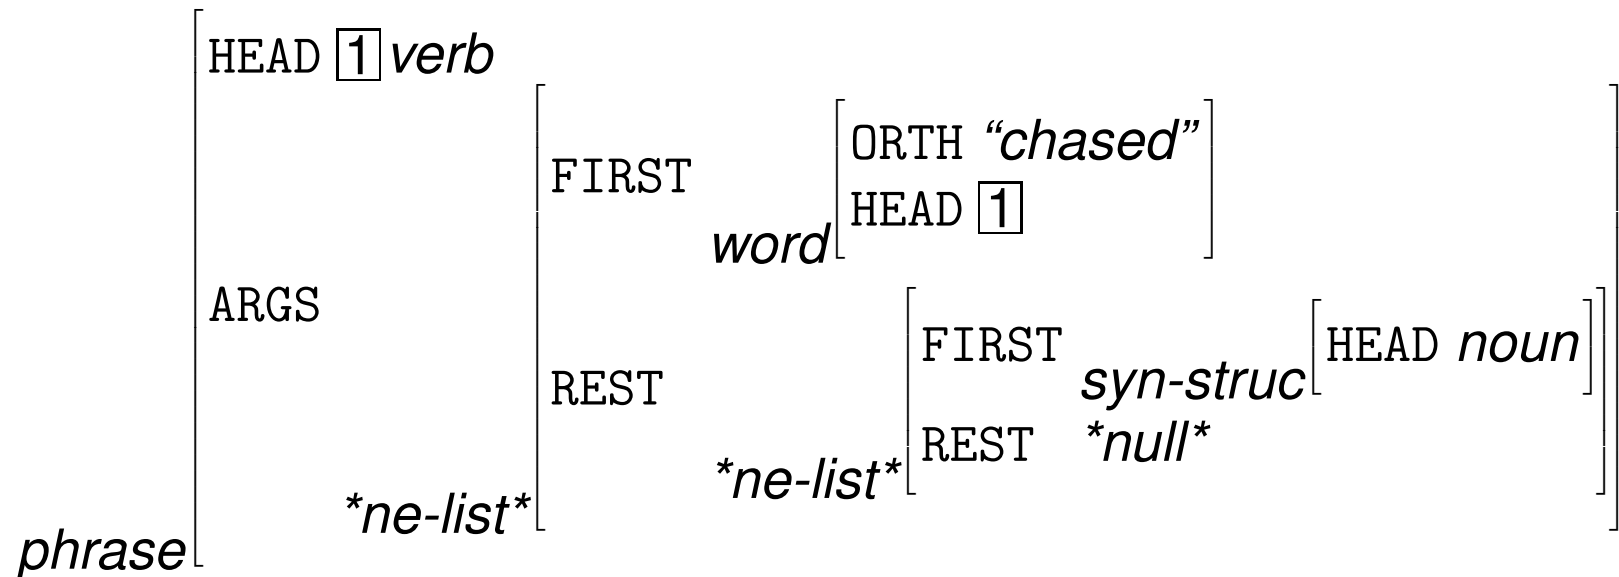 HEAD 1 verb
ORTH “chased”
FIRST
HEAD 1
word
ARGS
FIRST
HEAD noun
syn-struc
REST
REST *null*
*ne-list*
*ne-list*
phrase